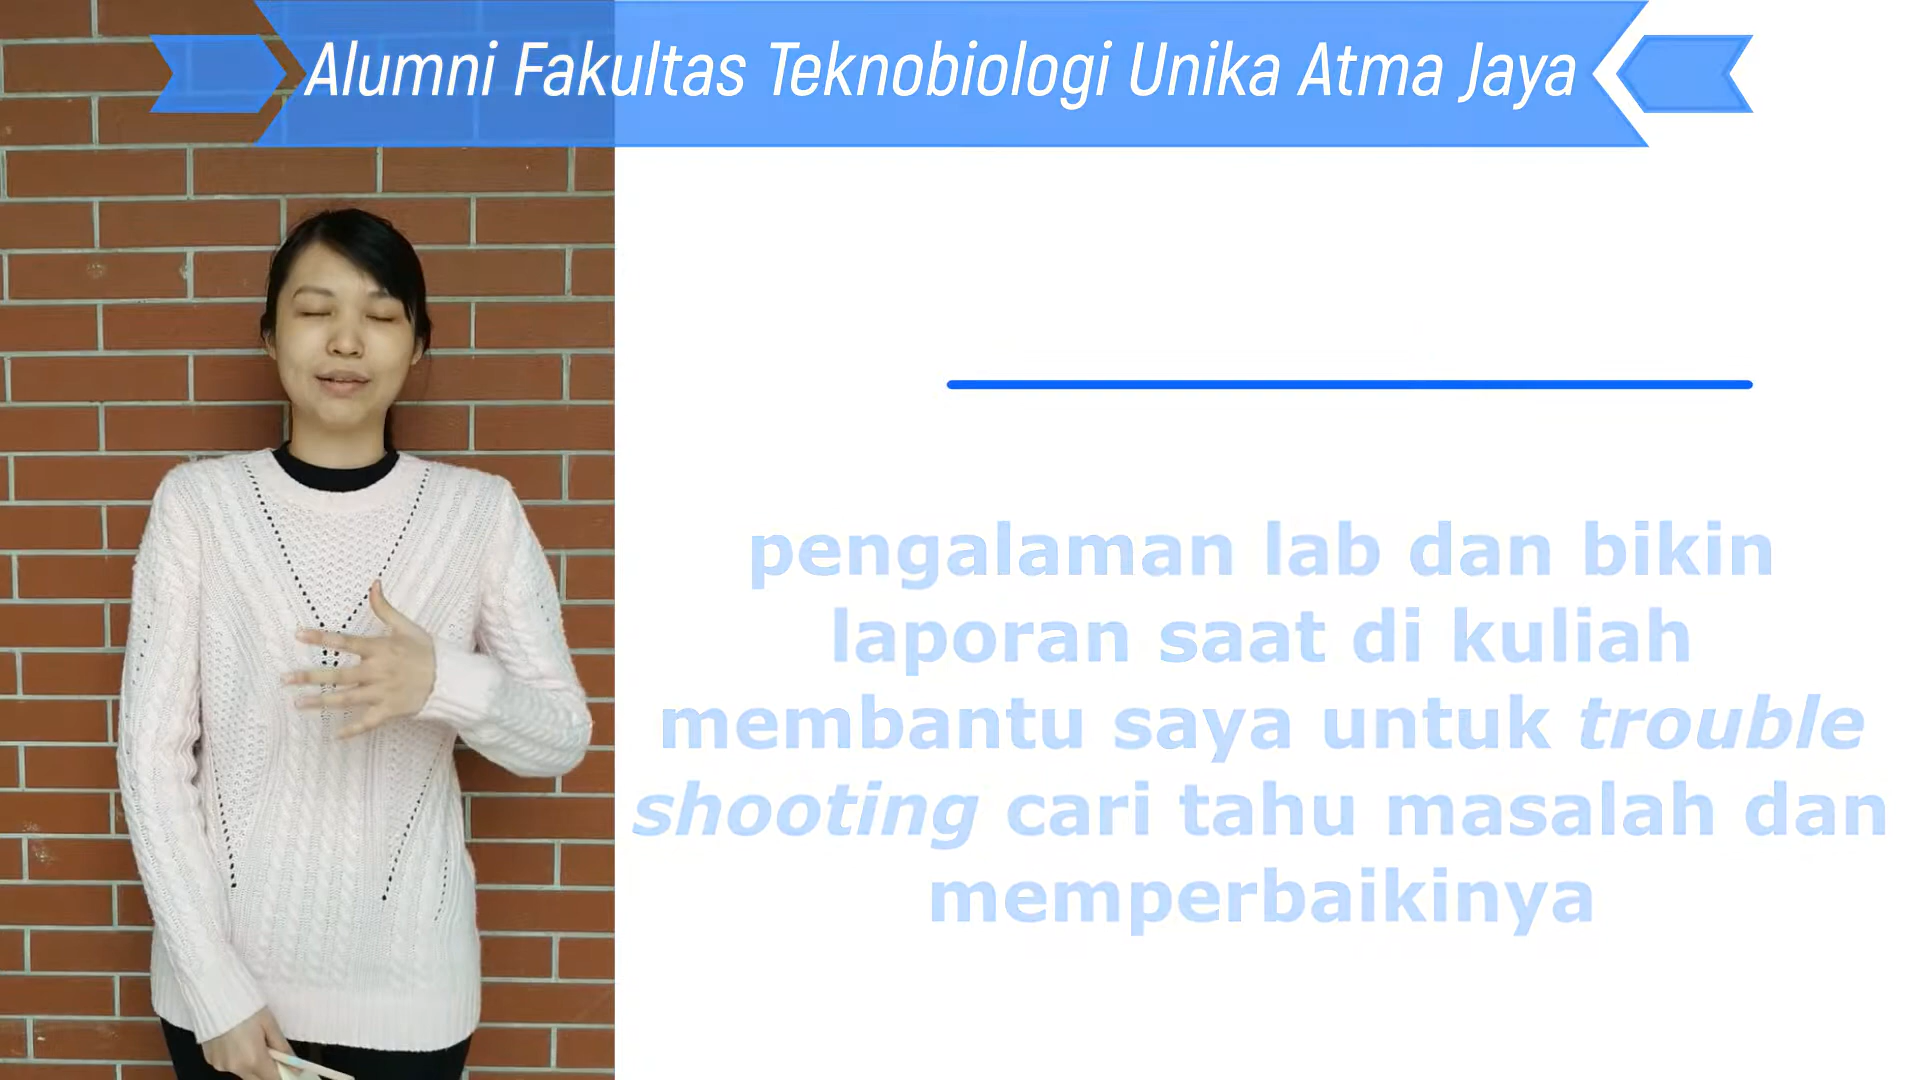 Alumni Fakultas Teknobiologi Unika Atma Jaya
pengalaman lab dan bikin
laporan saat di kuliah
membantu saya untuk trouble
shooting cari tahu masalah dan
memperbaikinya